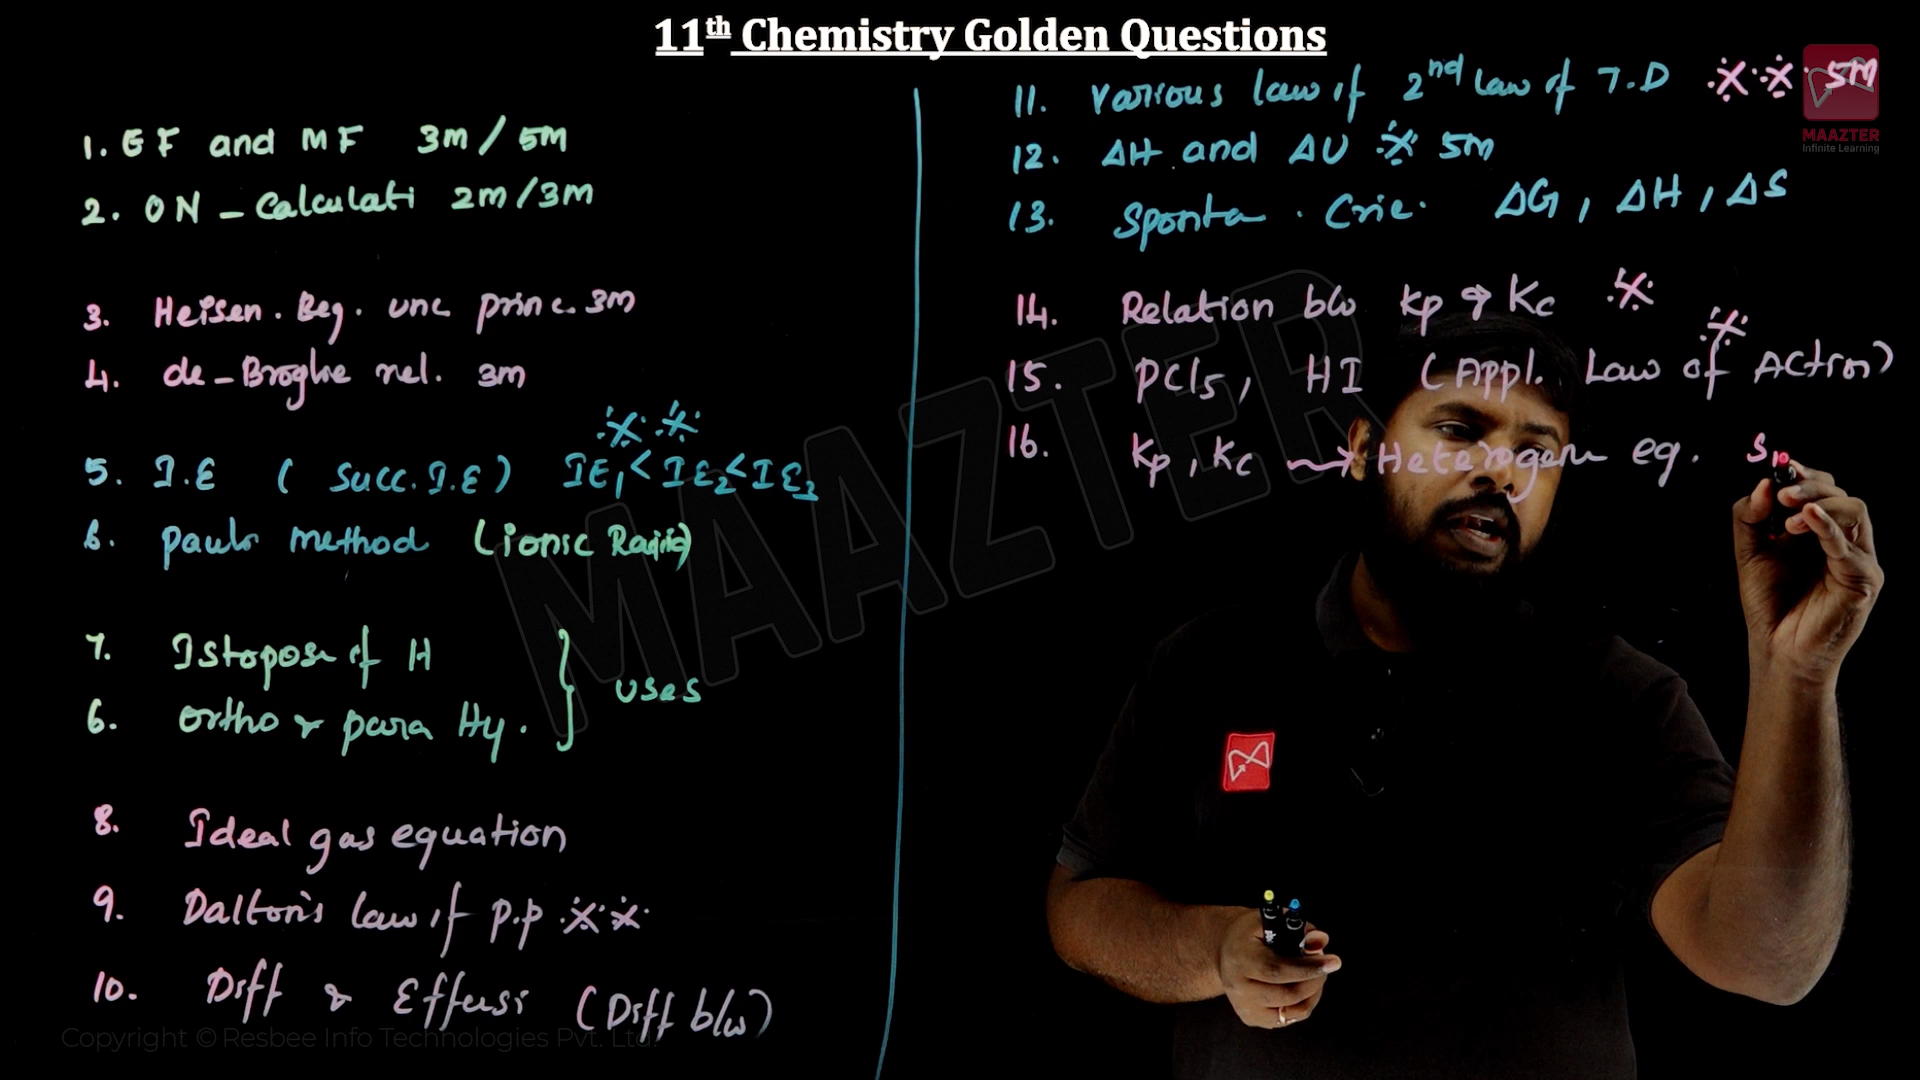 11th Chemistry Golden Questions
1. EF and MF 3m / 5m
2. ON - Calculati 2m/3m
3. Heisen. Beg. unc princ. 3m
4. de-Broglie rel. 3m
5. I.E ( Succ. I.E ) IE1 < IE2 < IE3
6. method (ionic
7. Istopose of H
6. ortho & para Hy. } uses
8. Ideal gas equation
9. Dalton's law of P.P ※ ※
10. Diff & Effusi (Diff b/w)
11. Various law of 2nd law of T.D ※ ※ 5M
12. ΔH and ΔU ※ 5m
13. Sponta. Crie. ΔG, ΔH, ΔS
14. Relation b/w Kp & Kc ※
15. PCl5, HI (Appl. Law of Action) ※
16. Kp, Kc → Heterogen eq.
MAAZTER
Infinite Learning
MAAZTER
Copyright © Resbee Info Technologies Pvt. Ltd.